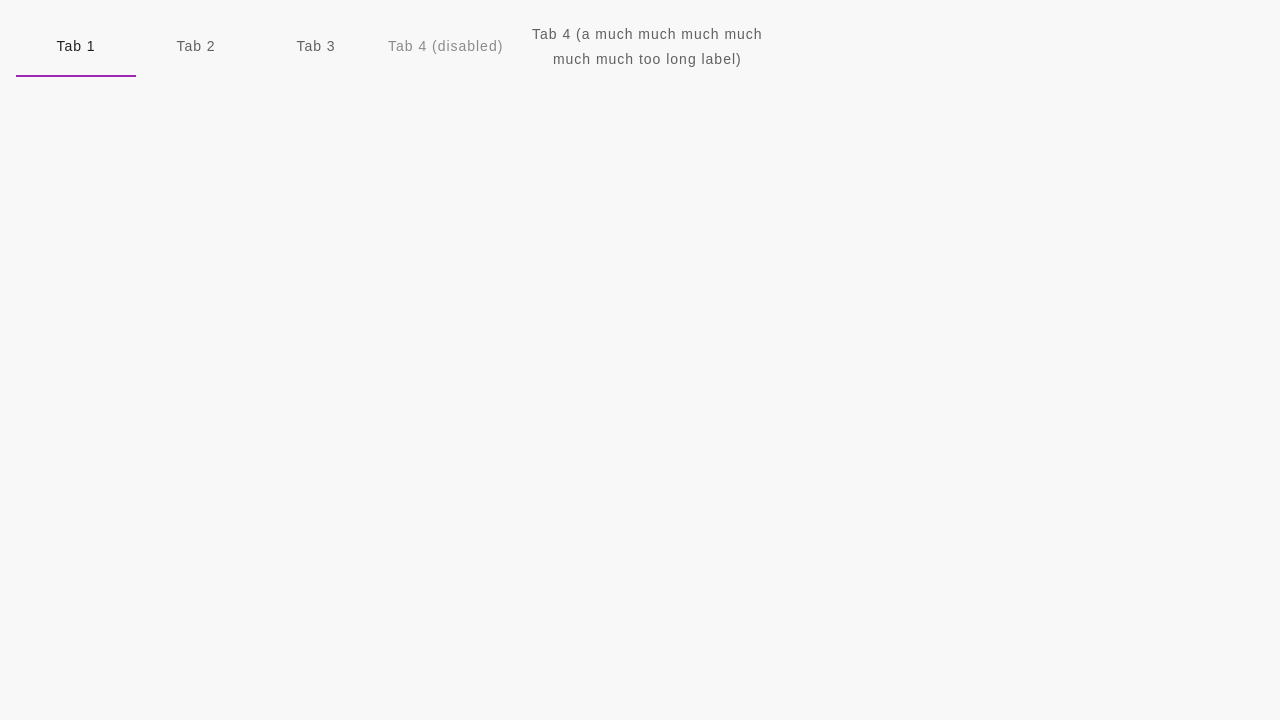 Tab 1
Tab 2
Tab 3
Tab 4 (disabled)
Tab 4 (a much much much much
much much too long label)